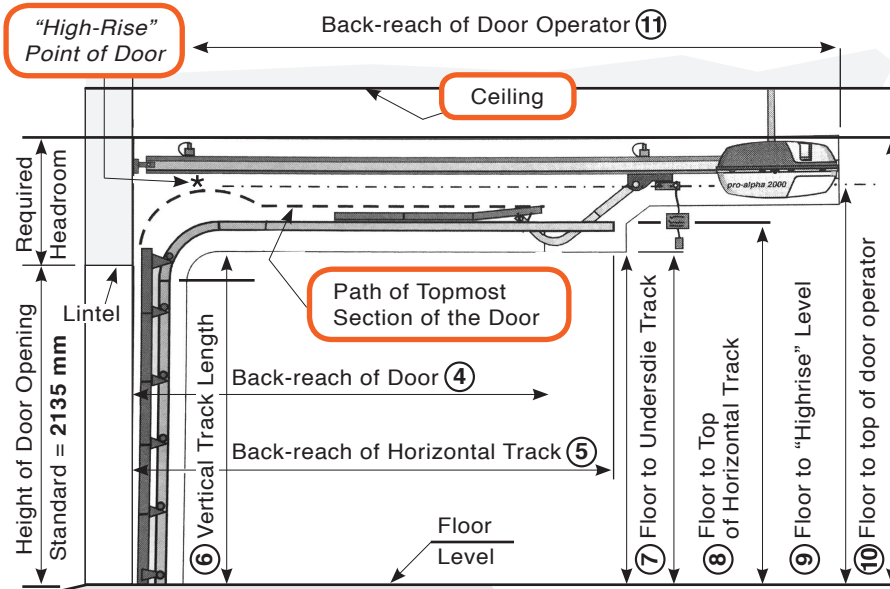 Back-reach of Door Operator ⑪
“High-Rise”
Point of Door
Ceiling
Required
Headroom
*
pro-alpha 2000
Lintel
Path of Topmost
Section of the Door
Height of Door Opening
Standard = 2135 mm
Back-reach of Door ④
Back-reach of Horizontal Track ⑤
⑥ Vertical Track Length
Floor
Level
⑦ Floor to Undersdie Track
⑧ Floor to Top
of Horizontal Track
⑨ Floor to “Highrise” Level
⑩ Floor to top of door operator